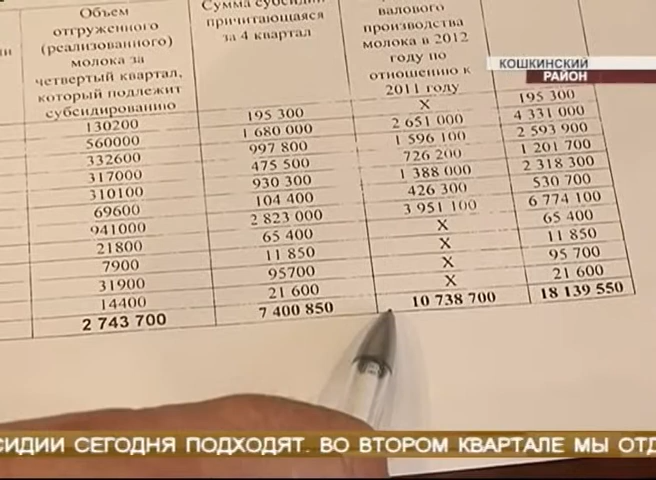 Объем
отгруженного
(реализованного)
молока за
четвертый квартал,
который подлежит
субсидированию
Сумма субсидии
причитающаяся
за 4 квартал
валового
производства
молока в 2012
году по
отношению к
2011 году
КОШКИНСКИЙ
РАЙОН
130200 195 300 X 195 300
560000 1 680 000 2 651 000 4 331 000
332600 997 800 1 596 100 2 593 900
317000 475 500 726 200 1 201 700
310100 930 300 1 388 000 2 318 300
69600 104 400 426 300 530 700
941000 2 823 000 3 951 100 6 774 100
21800 65 400 X 65 400
7900 11 850 X 11 850
31900 95700 X 95 700
14400 21 600 X 21 600
2 743 700 7 400 850 10 738 700 18 139 550
СИДИИ СЕГОДНЯ ПОДХОДЯТ. ВО ВТОРОМ КВАРТАЛЕ МЫ ОТД